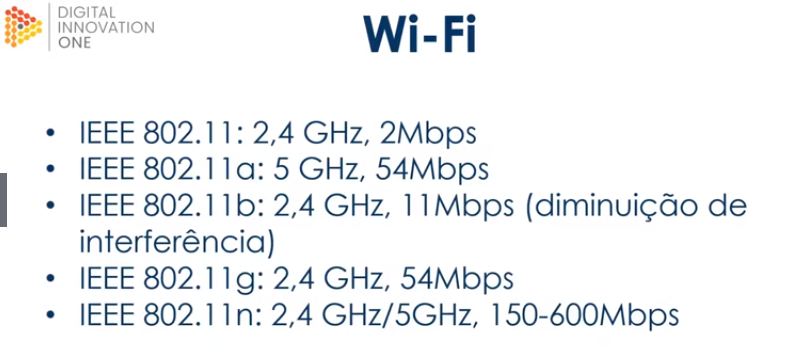 DIGITAL
INNOVATION
ONE
Wi-Fi
• IEEE 802.11: 2,4 GHz, 2Mbps
• IEEE 802.11a: 5 GHz, 54Mbps
• IEEE 802.11b: 2,4 GHz, 11Mbps (diminuição de
interferência)
• IEEE 802.11g: 2,4 GHz, 54Mbps
• IEEE 802.11n: 2,4 GHz/5GHz, 150-600Mbps